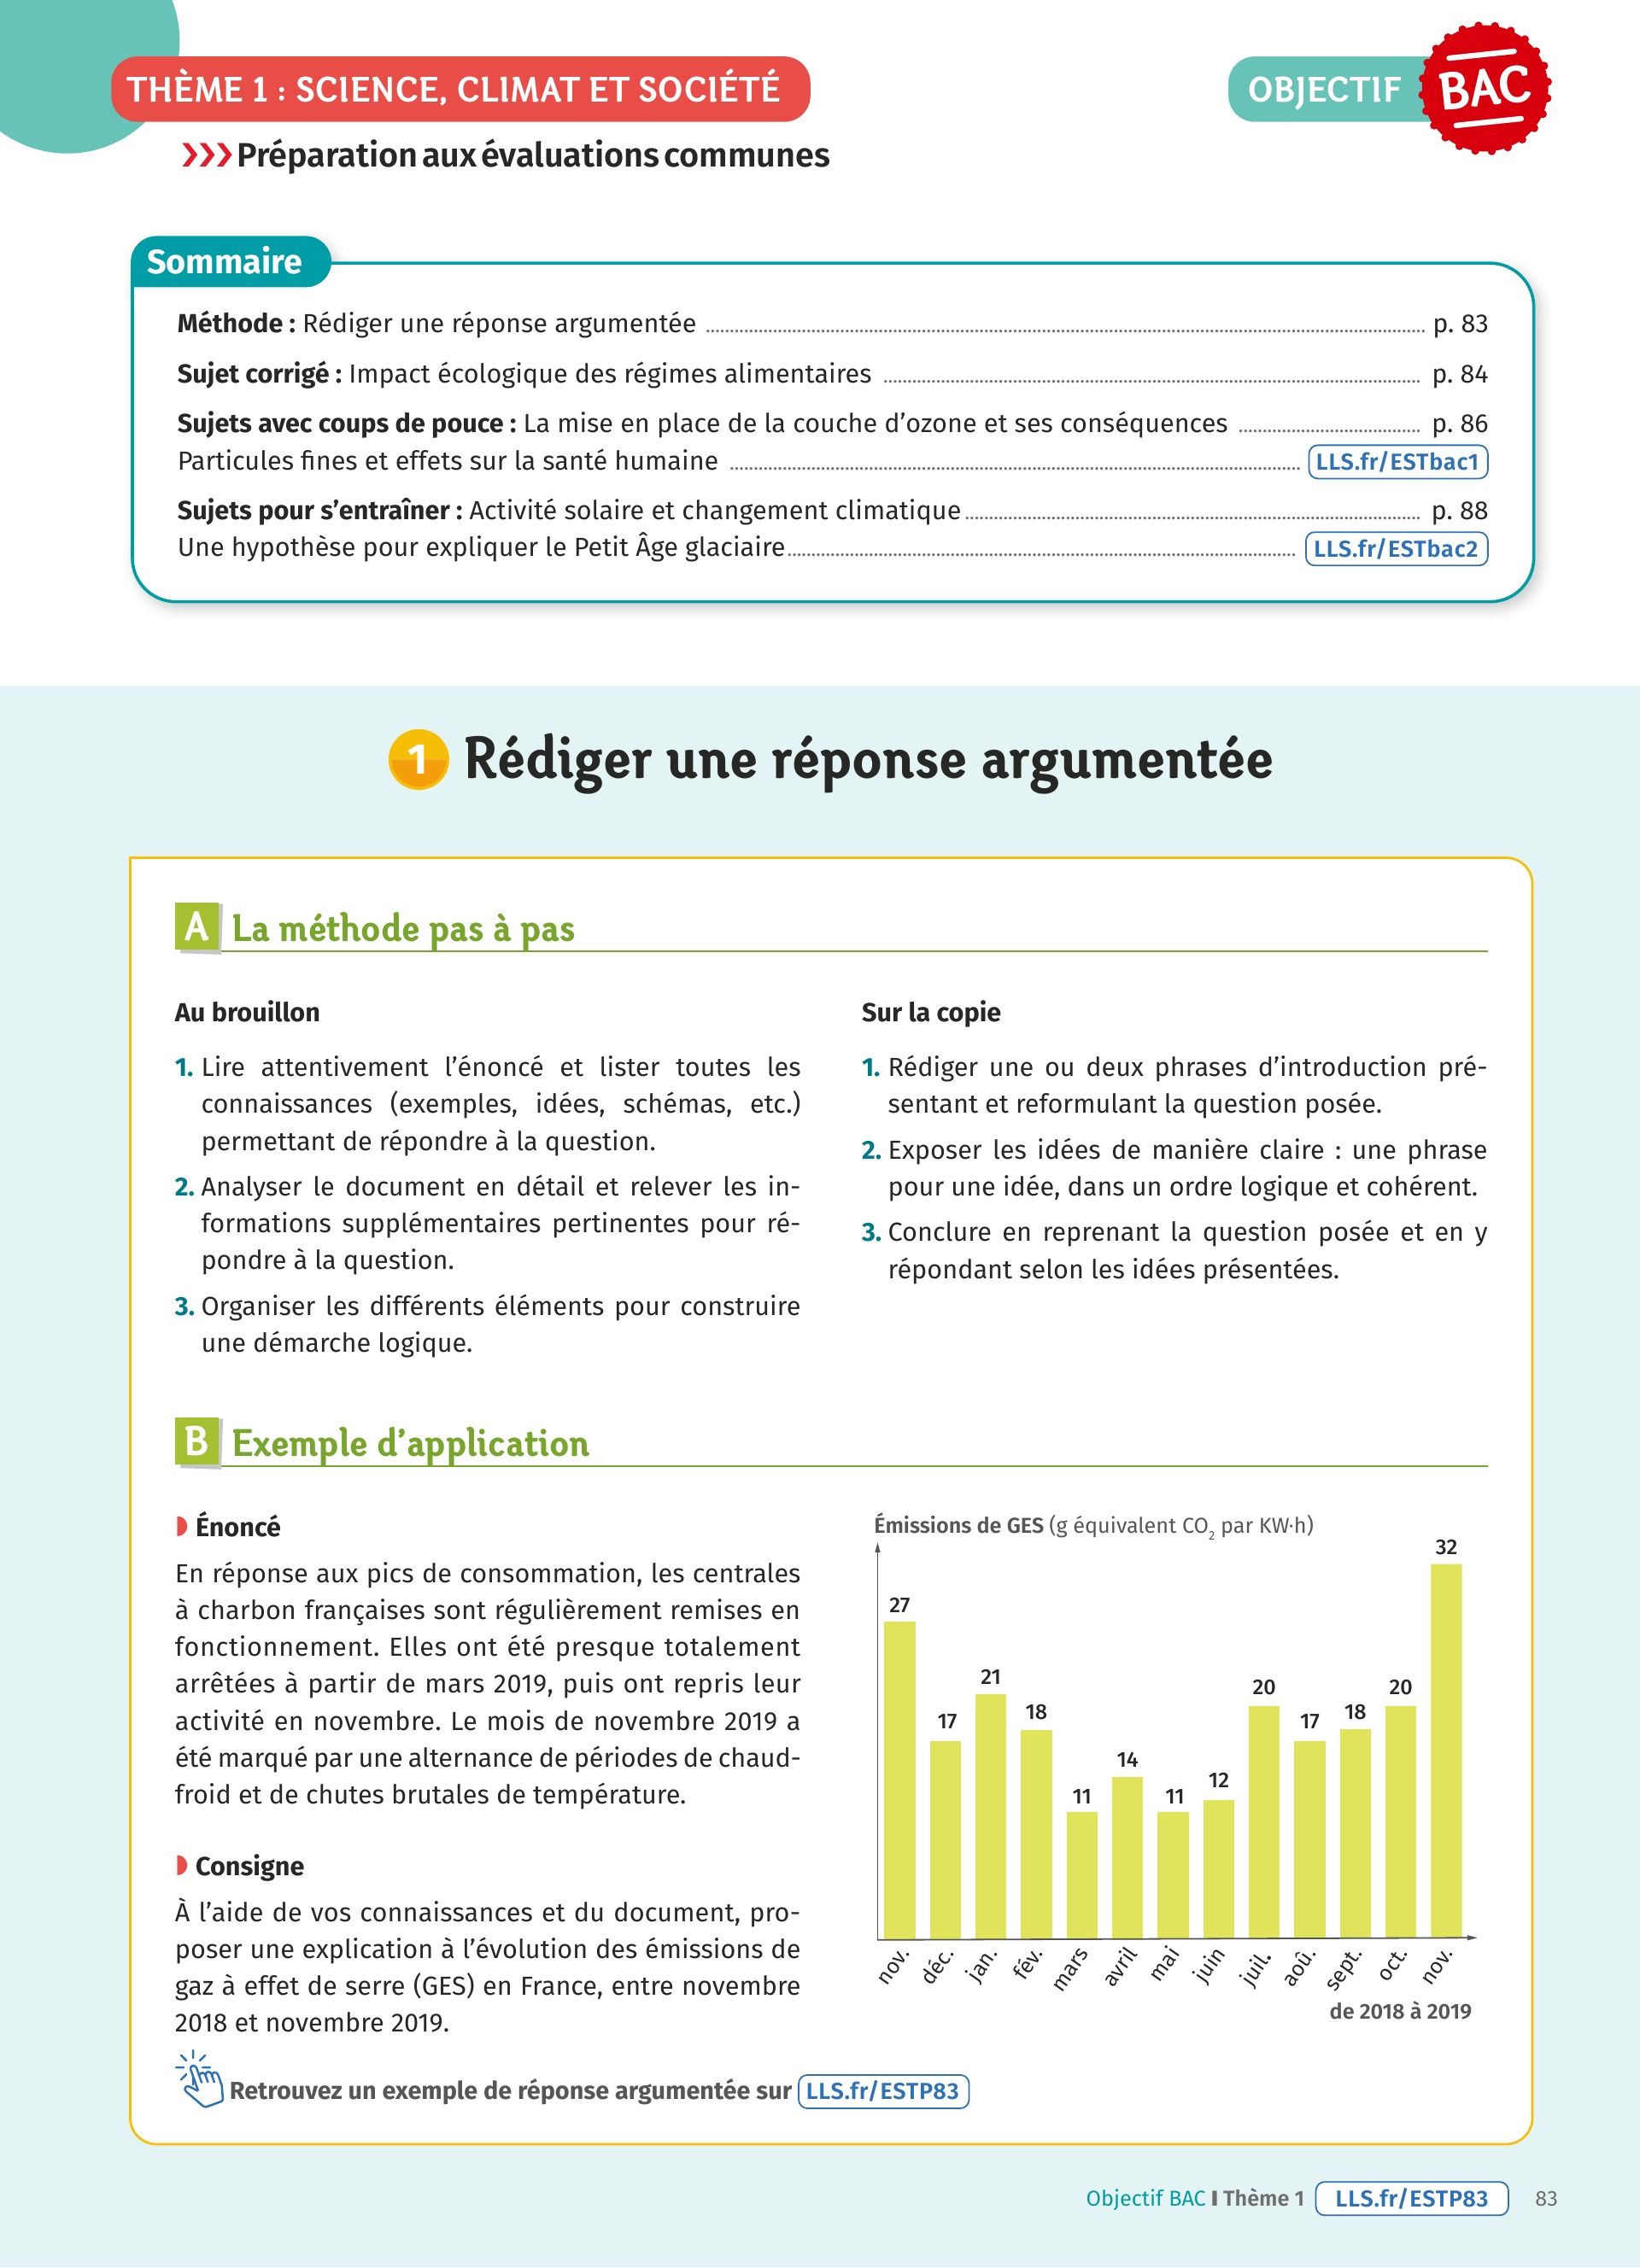 THÈME 1 : SCIENCE, CLIMAT ET SOCIÉTÉ
OBJECTIF BAC
Préparation aux évaluations communes
Sommaire
Méthode : Rédiger une réponse argumentée p. 83
Sujet corrigé : Impact écologique des régimes alimentaires p. 84
Sujets avec coups de pouce : La mise en place de la couche d'ozone et ses conséquences p. 86
Particules fines et effets sur la santé humaine LLS.fr/ESTbac1
Sujets pour s'entraîner : Activité solaire et changement climatique p. 88
Une hypothèse pour expliquer le Petit Âge glaciaire LLS.fr/ESTbac2
1 Rédiger une réponse argumentée
A La méthode pas à pas
Au brouillon
1. Lire attentivement l'énoncé et lister toutes les
connaissances (exemples, idées, schémas, etc.)
permettant de répondre à la question.
2. Analyser le document en détail et relever les in-
formations supplémentaires pertinentes pour ré-
pondre à la question.
3. Organiser les différents éléments pour construire
une démarche logique.
Sur la copie
1. Rédiger une ou deux phrases d'introduction pré-
sentant et reformulant la question posée.
2. Exposer les idées de manière claire : une phrase
pour une idée, dans un ordre logique et cohérent.
3. Conclure en reprenant la question posée et en y
répondant selon les idées présentées.
B Exemple d'application
Énoncé
En réponse aux pics de consommation, les centrales
à charbon françaises sont régulièrement remises en
fonctionnement. Elles ont été presque totalement
arrêtées à partir de mars 2019, puis ont repris leur
activité en novembre. Le mois de novembre 2019 a
été marqué par une alternance de périodes de chaud-
froid et de chutes brutales de température.
Consigne
À l'aide de vos connaissances et du document, pro-
poser une explication à l'évolution des émissions de
gaz à effet de serre (GES) en France, entre novembre
2018 et novembre 2019.
Émissions de GES (g équivalent CO2 par KW·h)
27 17 21 18 11 14 11 12 20 17 18 20 32
nov. déc. jan. fév. mars avril mai juin juil. aoû. sept. oct. nov.
de 2018 à 2019
Retrouvez un exemple de réponse argumentée sur LLS.fr/ESTP83
Objectif BAC I Thème 1 LLS.fr/ESTP83 83